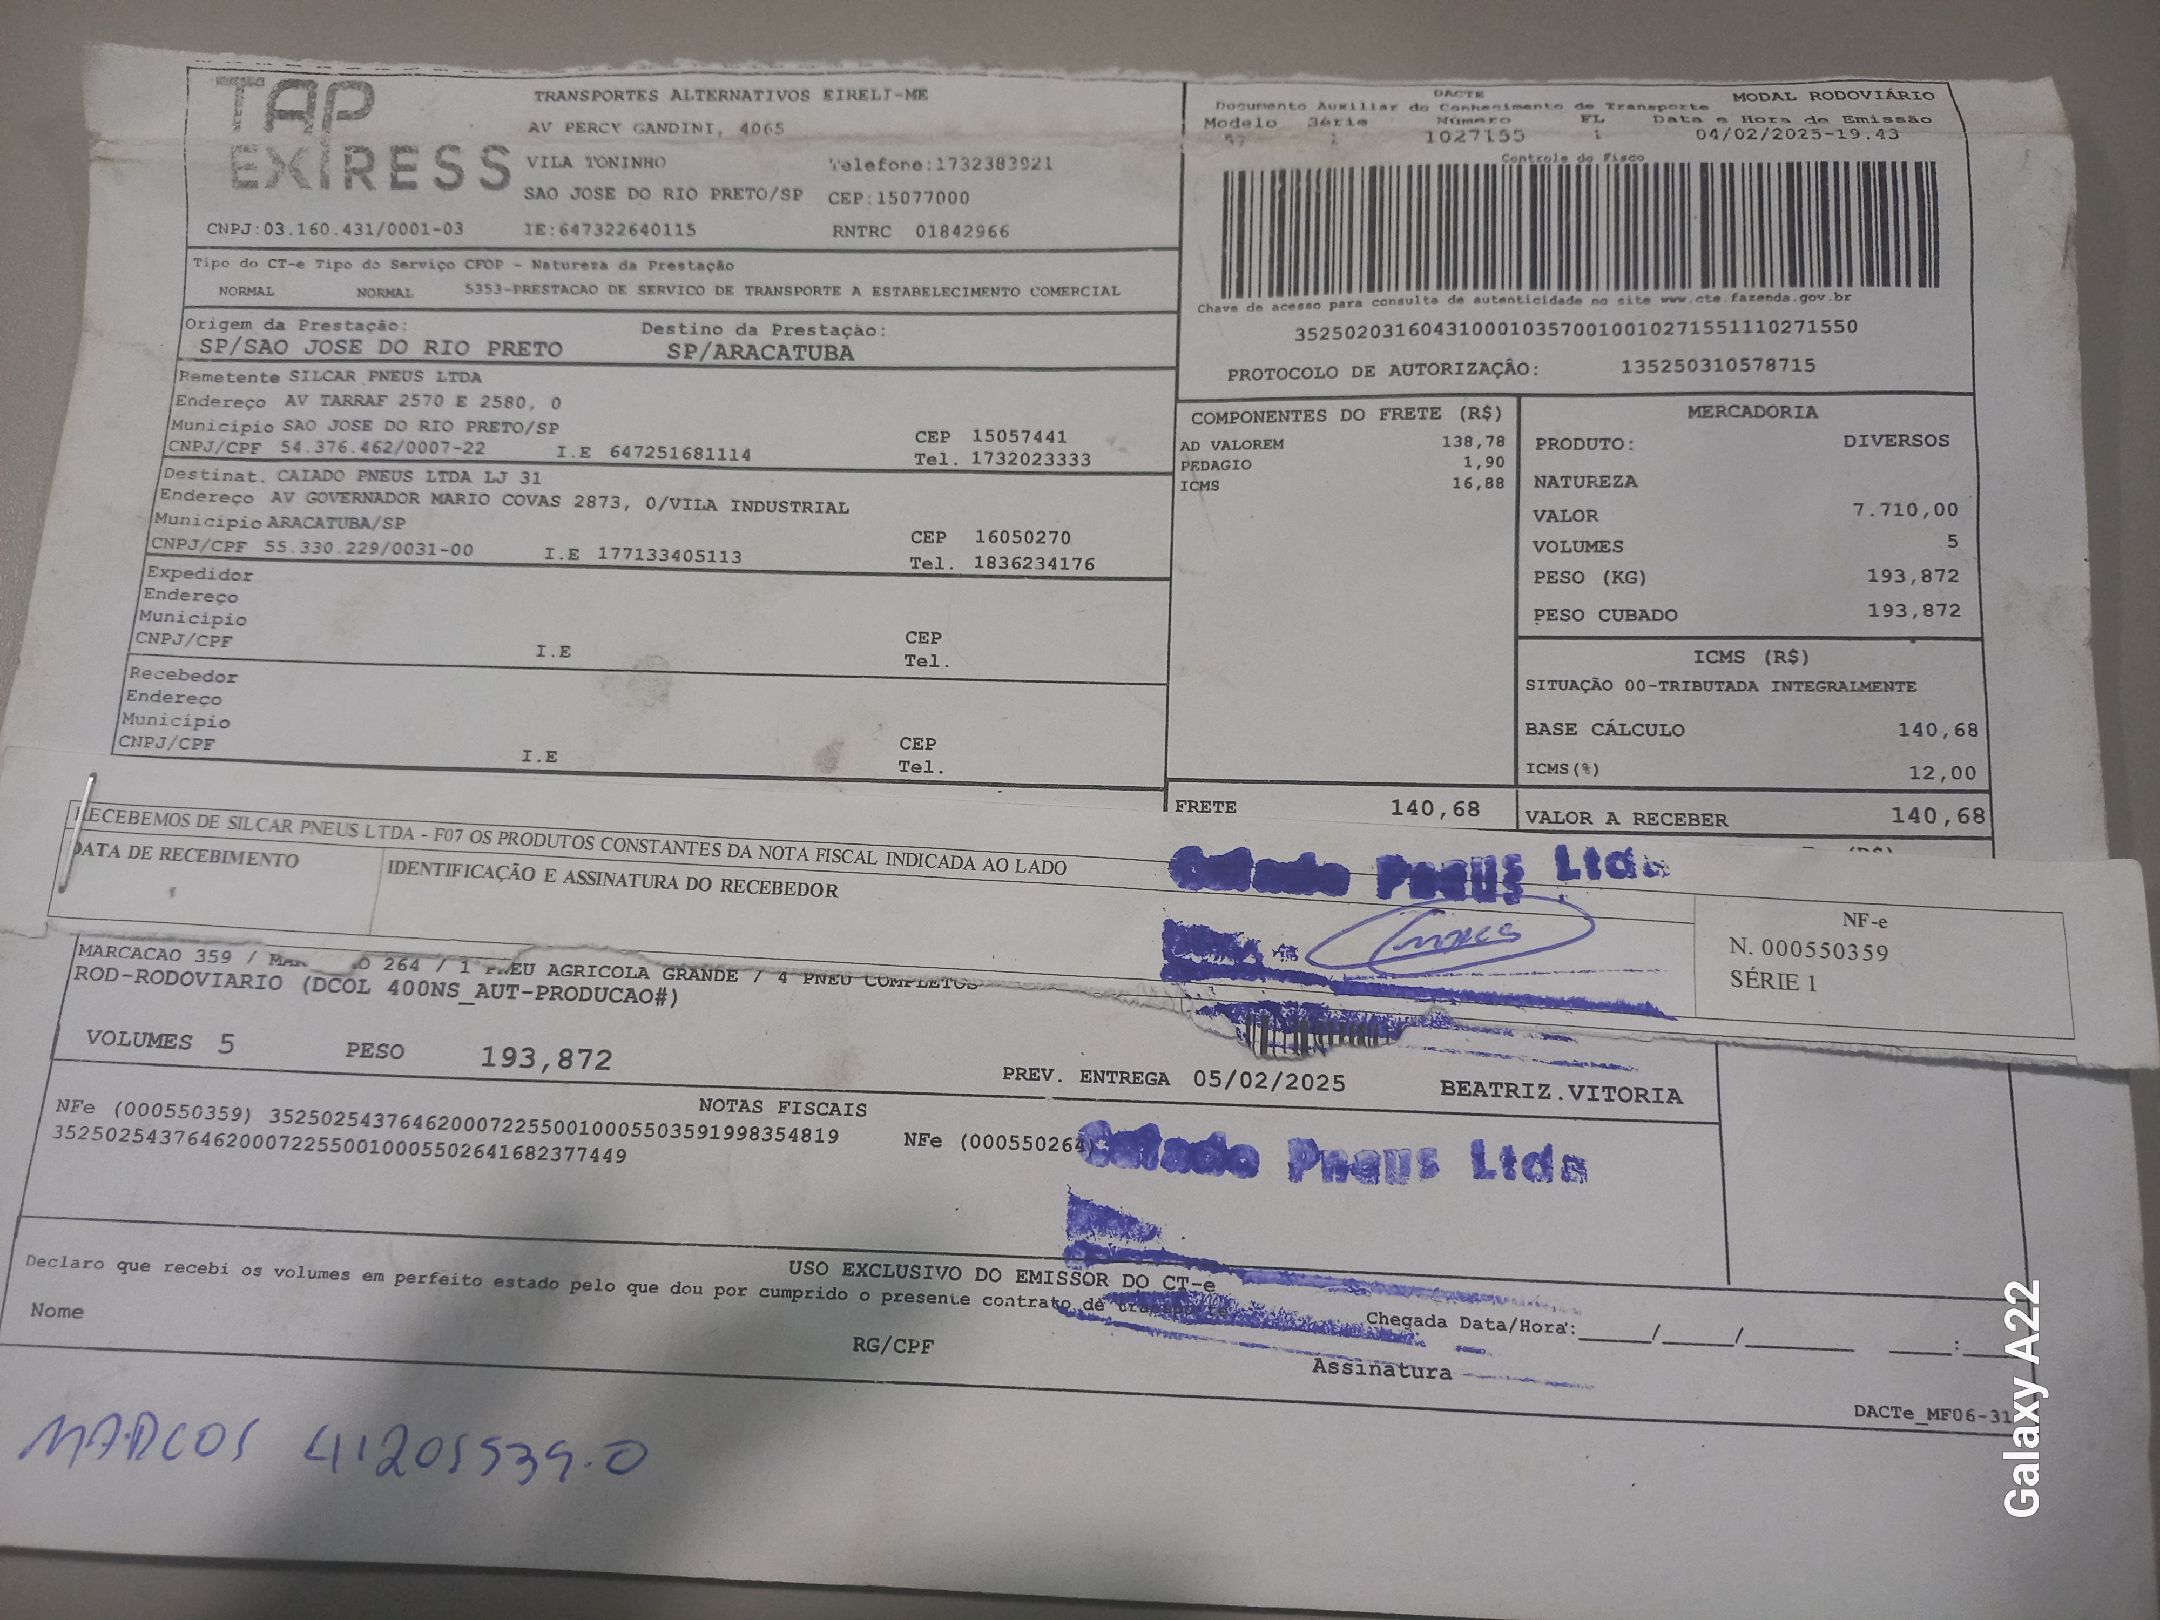 TAP EXPRESS
TRANSPORTES ALTERNATIVOS EIRELI-ME
AV PERCY GANDINI, 4065
VILA TONINHO Telefone:1732383921
SAO JOSE DO RIO PRETO/SP CEP:15077000
CNPJ:03.160.431/0001-03 IE:647322640115 RNTRC 01842966
DACTE MODAL RODOVIÁRIO
Documento Auxiliar do Conhecimento de Transporte
Modelo Série Número FL Data e Hora de Emissão
57 1 1027155 1 04/02/2025-19.43
Controle do Fisco
Chave de acesso para consulta de autenticidade no site www.cte.fazenda.gov.br
35250203160431000103570010010271551110271550
PROTOCOLO DE AUTORIZAÇÃO: 135250310578715
Tipo do CT-e Tipo do Serviço CFOP - Natureza da Prestação
NORMAL NORMAL 5353-PRESTACAO DE SERVICO DE TRANSPORTE A ESTABELECIMENTO COMERCIAL
Origem da Prestação: Destino da Prestação:
SP/SAO JOSE DO RIO PRETO SP/ARACATUBA
Remetente SILCAR PNEUS LTDA
Endereço AV TARRAF 2570 E 2580, 0
Município SAO JOSE DO RIO PRETO/SP CEP 15057441
CNPJ/CPF 54.376.462/0007-22 I.E 647251681114 Tel. 1732023333
Destinat. CAIADO PNEUS LTDA LJ 31
Endereço AV GOVERNADOR MARIO COVAS 2873, 0/VILA INDUSTRIAL
Município ARACATUBA/SP CEP 16050270
CNPJ/CPF 55.330.229/0031-00 I.E 177133405113 Tel. 1836234176
Expedidor
Endereço
Município CEP
CNPJ/CPF I.E Tel.
Recebedor
Endereço
Município CEP
CNPJ/CPF I.E Tel.
COMPONENTES DO FRETE (R$)
AD VALOREM 138,78
PEDAGIO 1,90
ICMS 16,88
FRETE 140,68
MERCADORIA
PRODUTO: DIVERSOS
NATUREZA
VALOR 7.710,00
VOLUMES 5
PESO (KG) 193,872
PESO CUBADO 193,872
ICMS (R$)
SITUAÇÃO 00-TRIBUTADA INTEGRALMENTE
BASE CÁLCULO 140,68
ICMS(%) 12,00
VALOR A RECEBER 140,68
RECEBEMOS DE SILCAR PNEUS LTDA - F07 OS PRODUTOS CONSTANTES DA NOTA FISCAL INDICADA AO LADO
DATA DE RECEBIMENTO IDENTIFICAÇÃO E ASSINATURA DO RECEBEDOR
Caiado Pneus Ltda
NF-e
N. 000550359
SÉRIE 1
MARCACAO 359 / 264 / 1 PNEU AGRICOLA GRANDE / 4 PNEU COMPLETOS
ROD-RODOVIARIO (DCOL 400NS_AUT-PRODUCAO#)
VOLUMES 5 PESO 193,872 PREV. ENTREGA 05/02/2025 BEATRIZ.VITORIA
NOTAS FISCAIS
NFe (000550359) 35250254376462000722550010005503591998354819 NFe (000550264)
35250254376462000722550010005502641682377449
Caiado Pneus Ltda
USO EXCLUSIVO DO EMISSOR DO CT-e
Declaro que recebi os volumes em perfeito estado pelo que dou por cumprido o presente contrato de transporte
Nome RG/CPF Assinatura Chegada Data/Hora:_____/_____/_______ ____:____
DACTe_MF06-31
MARCOS 41205539.0
Galaxy A22